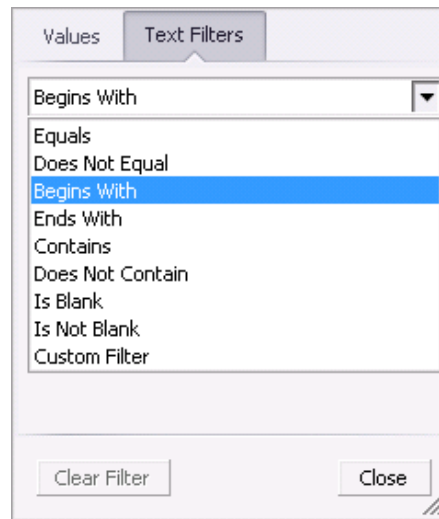 Values Text Filters
Begins With
Equals
Does Not Equal
Begins With
Ends With
Contains
Does Not Contain
Is Blank
Is Not Blank
Custom Filter
Clear Filter Close